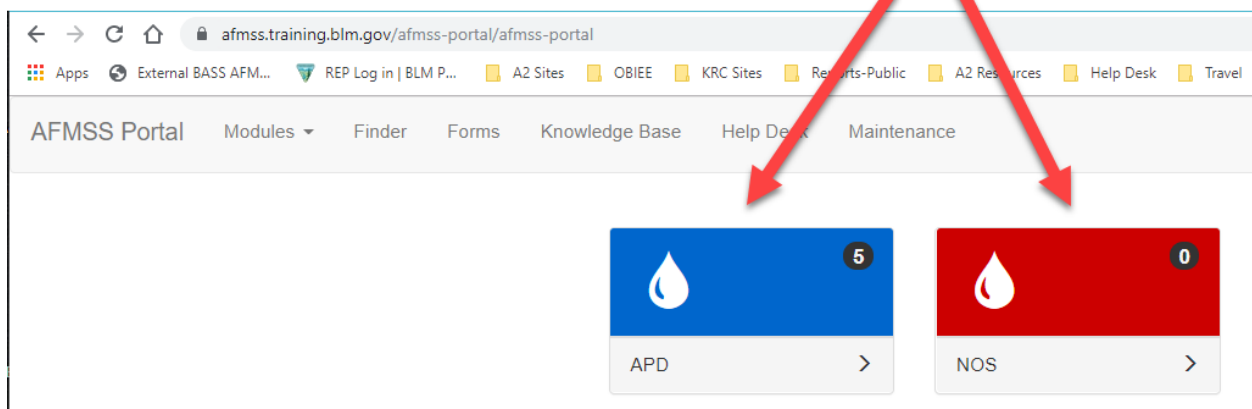 afmss.training.blm.gov/afmss-portal/afmss-portal
Apps External BASS AFM... REP Log in | BLM P... A2 Sites OBIEE KRC Sites Reports-Public A2 Resources Help Desk Travel
AFMSS Portal Modules Finder Forms Knowledge Base Help Desk Maintenance
5 0
APD NOS